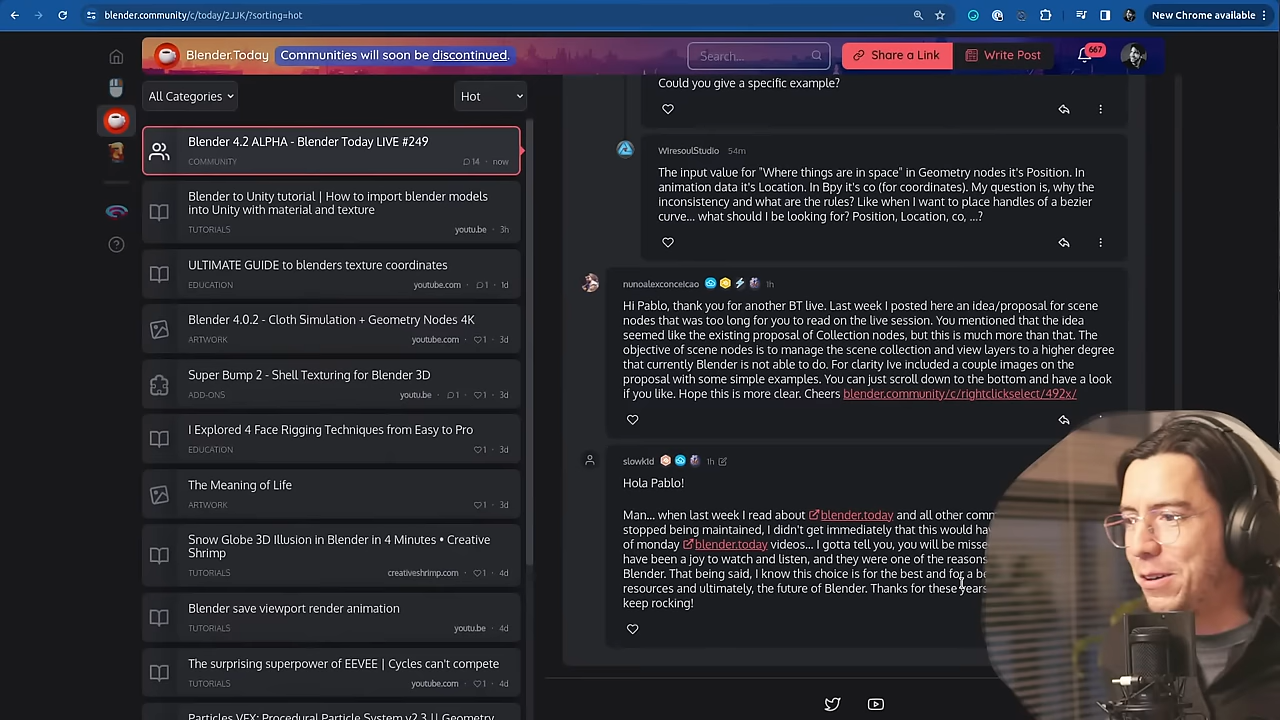 blender.community/c/today/2JJK/?sorting=hot
New Chrome available
Blender.Today
Communities will soon be discontinued.
Search...
Share a Link
Write Post
667
All Categories
Hot
Blender 4.2 ALPHA - Blender Today LIVE #249
COMMUNITY
14 · now
Blender to Unity tutorial | How to import blender models
into Unity with material and texture
TUTORIALS
youtu.be · 3h
ULTIMATE GUIDE to blenders texture coordinates
EDUCATION
youtube.com · 1 · 1d
Blender 4.0.2 - Cloth Simulation + Geometry Nodes 4K
ARTWORK
youtube.com · 1 · 3d
Super Bump 2 - Shell Texturing for Blender 3D
ADD-ONS
youtu.be · 1 · 1 · 3d
I Explored 4 Face Rigging Techniques from Easy to Pro
EDUCATION
1 · 3d
The Meaning of Life
ARTWORK
1 · 3d
Snow Globe 3D Illusion in Blender in 4 Minutes • Creative
Shrimp
TUTORIALS
creativeshrimp.com · 1 · 4d
Blender save viewport render animation
TUTORIALS
youtu.be · 4d
The surprising superpower of EEVEE | Cycles can't compete
TUTORIALS
youtube.com · 1 · 4d
Particles VFX: Procedural Particle System v2.3 || Geometry
Could you give a specific example?
WiresoulStudio 54m
The input value for "Where things are in space" in Geometry nodes it's Position. In
animation data it's Location. In Bpy it's co (for coordinates). My question is, why the
inconsistency and what are the rules? Like when I want to place handles of a bezier
curve... what should I be looking for? Position, Location, co, ...?
nunoalexconceicao 1h
Hi Pablo, thank you for another BT live. Last week I posted here an idea/proposal for scene
nodes that was too long for you to read on the live session. You mentioned that the idea
seemed like the existing proposal of Collection nodes, but this is much more than that. The
objective of scene nodes is to manage the scene collection and view layers to a higher degree
that currently Blender is not able to do. For clarity Ive included a couple images on the
proposal with some simple examples. You can just scroll down to the bottom and have a look
if you like. Hope this is more clear. Cheers blender.community/c/rightclickselect/492x/
slowk1d 1h
Hola Pablo!
Man... when last week I read about blender.today and all other com
stopped being maintained, I didn't get immediately that this would hav
of monday blender.today videos... I gotta tell you, you will be misse
have been a joy to watch and listen, and they were one of the reasons
Blender. That being said, I know this choice is for the best and for a be
resources and ultimately, the future of Blender. Thanks for these years
keep rocking!